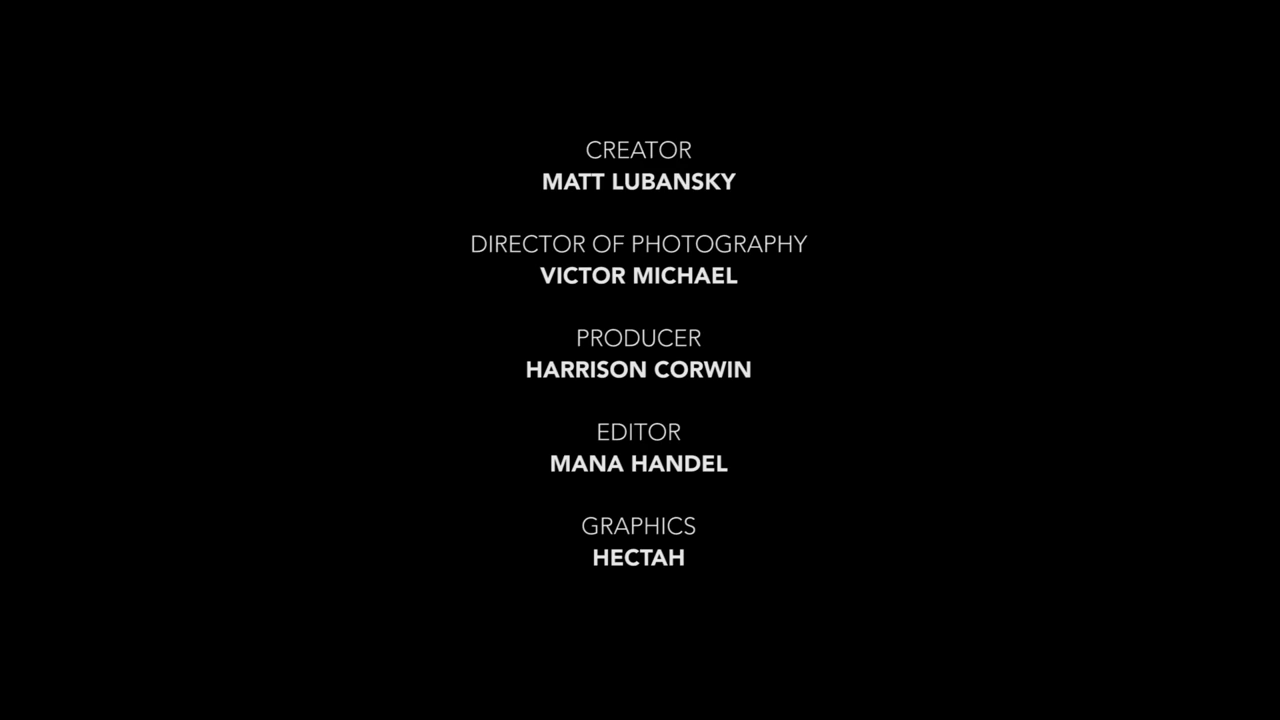 CREATOR
MATT LUBANSKY
DIRECTOR OF PHOTOGRAPHY
VICTOR MICHAEL
PRODUCER
HARRISON CORWIN
EDITOR
MANA HANDEL
GRAPHICS
HECTAH